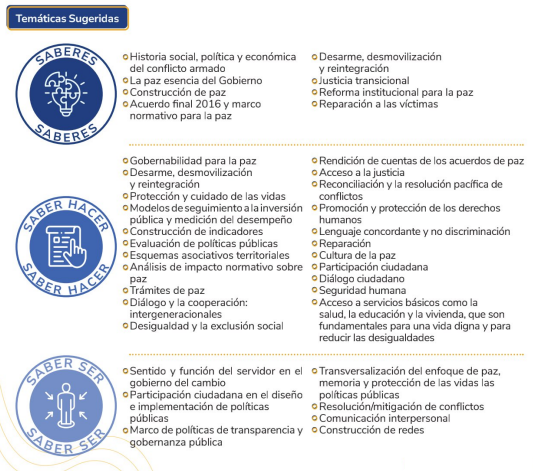 Temáticas Sugeridas
SABERES
SABERES
Historia social, política y económica
del conflicto armado
La paz esencia del Gobierno
Construcción de paz
Acuerdo final 2016 y marco
normativo para la paz
Desarme, desmovilización
y reintegración
Justicia transicional
Reforma institucional para la paz
Reparación a las víctimas
SABER HACER
SABER HACER
Gobernabilidad para la paz
Desarme, desmovilización
y reintegración
Protección y cuidado de las vidas
Modelos de seguimiento a la inversión
pública y medición del desempeño
Construcción de indicadores
Evaluación de políticas públicas
Esquemas asociativos territoriales
Análisis de impacto normativo sobre
paz
Trámites de paz
Diálogo y la cooperación:
intergeneracionales
Desigualdad y la exclusión social
Rendición de cuentas de los acuerdos de paz
Acceso a la justicia
Reconciliación y la resolución pacífica de
conflictos
Promoción y protección de los derechos
humanos
Lenguaje concordante y no discriminación
Reparación
Cultura de la paz
Participación ciudadana
Diálogo ciudadano
Seguridad humana
Acceso a servicios básicos como la
salud, la educación y la vivienda, que son
fundamentales para una vida digna y para
reducir las desigualdades
SABER SER
SABER SER
Sentido y función del servidor en el
gobierno del cambio
Participación ciudadana en el diseño
e implementación de políticas
públicas
Marco de políticas de transparencia y
gobernanza pública
Transversalización del enfoque de paz,
memoria y protección de las vidas las
políticas públicas
Resolución/mitigación de conflictos
Comunicación interpersonal
Construcción de redes